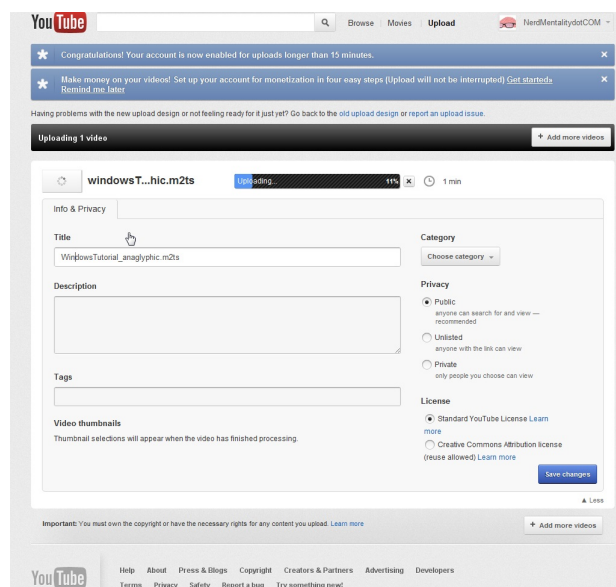 YouTube Browse Movies Upload NerdMentalitydotCOM
Congratulations! Your account is now enabled for uploads longer than 15 minutes.
Make money on your videos! Set up your account for monetization in four easy steps (Upload will not be interrupted) Get started»
Remind me later
Having problems with the new upload design or not feeling ready for it just yet? Go back to the old upload design or report an upload issue.
Uploading 1 video + Add more videos
windowsT...hic.m2ts Uploading... 11% 1 min
Info & Privacy
Title
WindowsTutorial_anaglyphic.m2ts
Description
Tags
Video thumbnails
Thumbnail selections will appear when the video has finished processing.
Category
Choose category
Privacy
Public
anyone can search for and view —
recommended
Unlisted
anyone with the link can view
Private
only people you choose can view
License
Standard YouTube License Learn
more
Creative Commons Attribution license
(reuse allowed) Learn more
Save changes
Less
Important: You must own the copyright or have the necessary rights for any content you upload. Learn more + Add more videos
YouTube Help About Press & Blogs Copyright Creators & Partners Advertising Developers
Terms Privacy Safety Report a bug Try something new!